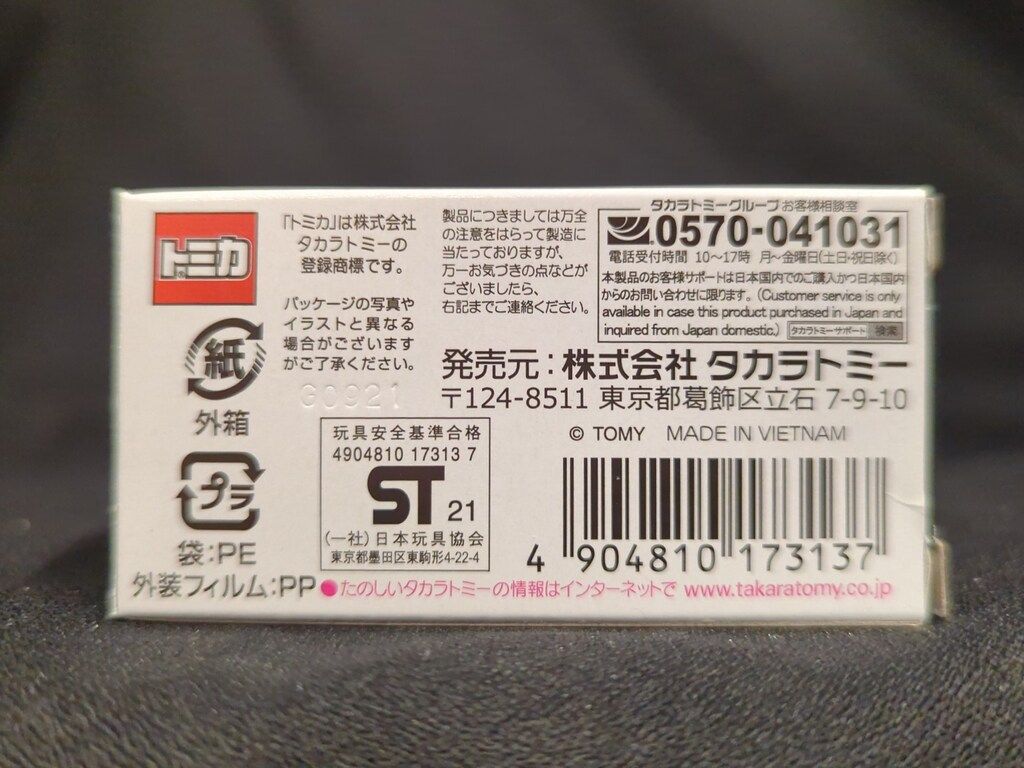 トミカ
「トミカ」は株式会社
タカラトミーの
登録商標です。
パッケージの写真や
イラストと異なる
場合がございます
がご了承ください。
G0921
製品につきましては万全
の注意をはらって製造に
当たっておりますが、
万一お気づきの点などが
ございましたら、
右記までご連絡ください。
タカラトミーグループ お客様相談室
0570-041031
電話受付時間 10〜17時 月〜金曜日(土日・祝日除く)
本製品のお客様サポートは日本国内でのご購入かつ日本国内
からのお問い合わせに限ります。(Customer service is only
available in case this product purchased in Japan and
inquired from Japan domestic.) タカラトミーサポート 検索
発売元:株式会社 タカラトミー
〒124-8511 東京都葛飾区立石 7-9-10
© TOMY MADE IN VIETNAM
紙
外箱
プラ
袋:PE
外装フィルム:PP
玩具安全基準合格
4904810 17313 7
ST 21
(一社)日本玩具協会
東京都墨田区東駒形4-22-4
4 904810 173137
●たのしいタカラトミーの情報はインターネットで www.takaratomy.co.jp